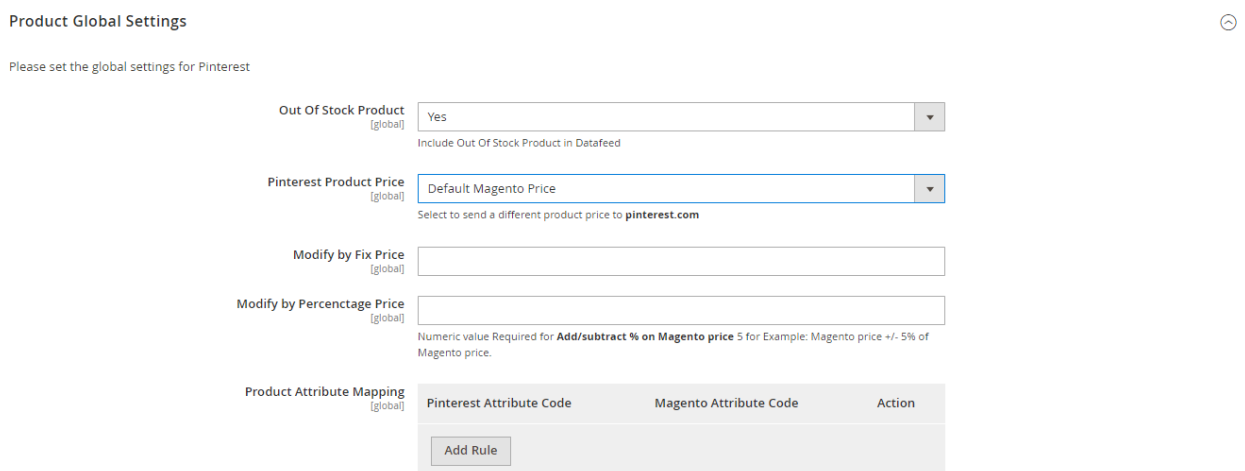 Product Global Settings
Please set the global settings for Pinterest
Out Of Stock Product
[global]
Yes
Include Out Of Stock Product in Datafeed
Pinterest Product Price
[global]
Default Magento Price
Select to send a different product price to pinterest.com
Modify by Fix Price
[global]
Modify by Percenctage Price
[global]
Numeric value Required for Add/subtract % on Magento price 5 for Example: Magento price +/- 5% of
Magento price.
Product Attribute Mapping
[global]
Pinterest Attribute Code Magento Attribute Code Action
Add Rule